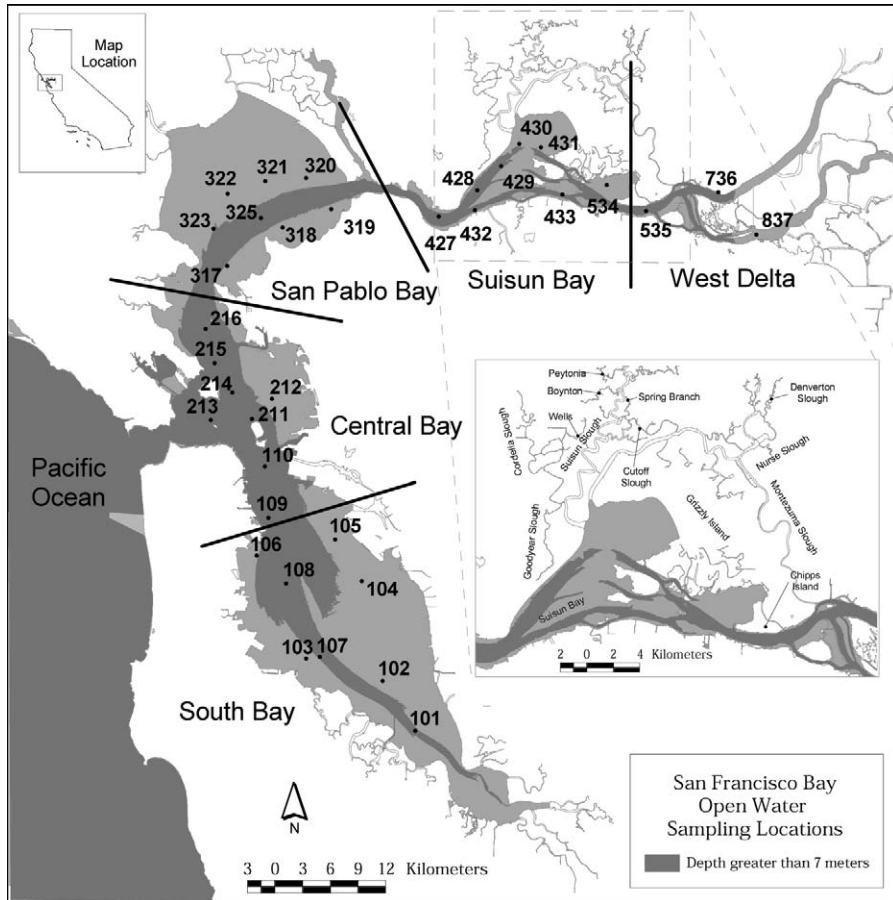 Map
Location
430
431
321
320
322
428
429
736
323
325
318
319
427
432
433
534
535
837
317
San Pablo Bay
Suisun Bay
West Delta
216
215
214
212
213
211
Central Bay
110
Pacific
Ocean
109
105
106
108
104
103
107
102
South Bay
101
N
3 0 3 6 9 12 Kilometers
Peytonia
Boynton
Spring Branch
Denverton
Slough
Wells
Cordelia Slough
Suisun Slough
Cutoff
Slough
Nurse Slough
Goodyear Slough
Grizzly Island
Montezuma Slough
Chipps
Island
Suisun Bay
2 0 2 4 Kilometers
San Francisco Bay
Open Water
Sampling Locations
Depth greater than 7 meters